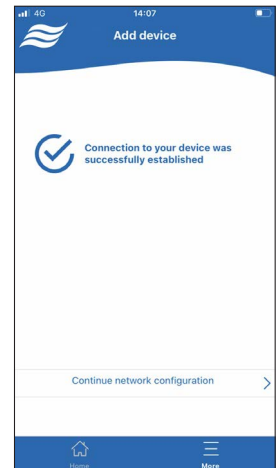 4G 14:07
Add device
Connection to your device was
successfully established
Continue network configuration
Home More